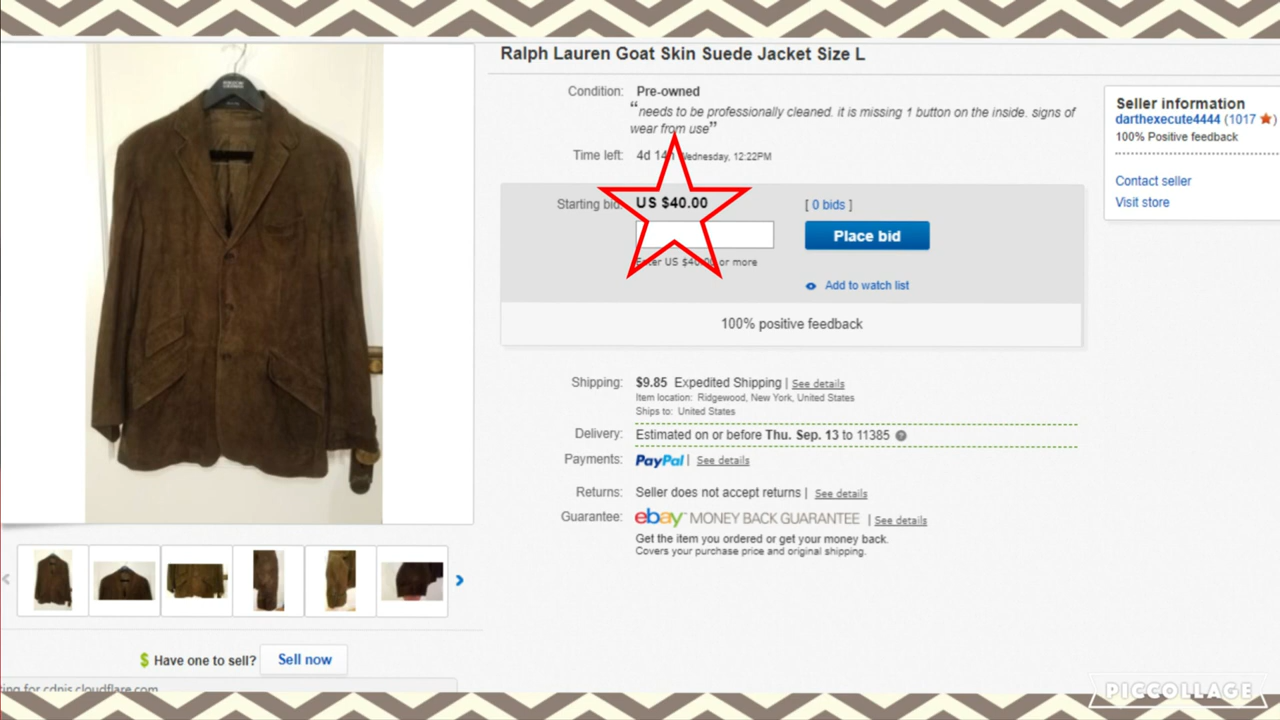 Ralph Lauren Goat Skin Suede Jacket Size L
Condition: Pre-owned
“needs to be professionally cleaned. it is missing 1 button on the inside. signs of
wear from use”
Time left: 4d 14h Wednesday, 12:22PM
Starting bid: US $40.00 [ 0 bids ]
Place bid
Enter US $40.00 or more
Add to watch list
100% positive feedback
Shipping: $9.85 Expedited Shipping | See details
Item location: Ridgewood, New York, United States
Ships to: United States
Delivery: Estimated on or before Thu. Sep. 13 to 11385
Payments: PayPal | See details
Returns: Seller does not accept returns | See details
Guarantee: ebay MONEY BACK GUARANTEE | See details
Get the item you ordered or get your money back.
Covers your purchase price and original shipping.
Seller information
darthexecute4444 (1017)
100% Positive feedback
Contact seller
Visit store
$ Have one to sell? Sell now
cdnjs.cloudflare.com
PICCOLLAGE